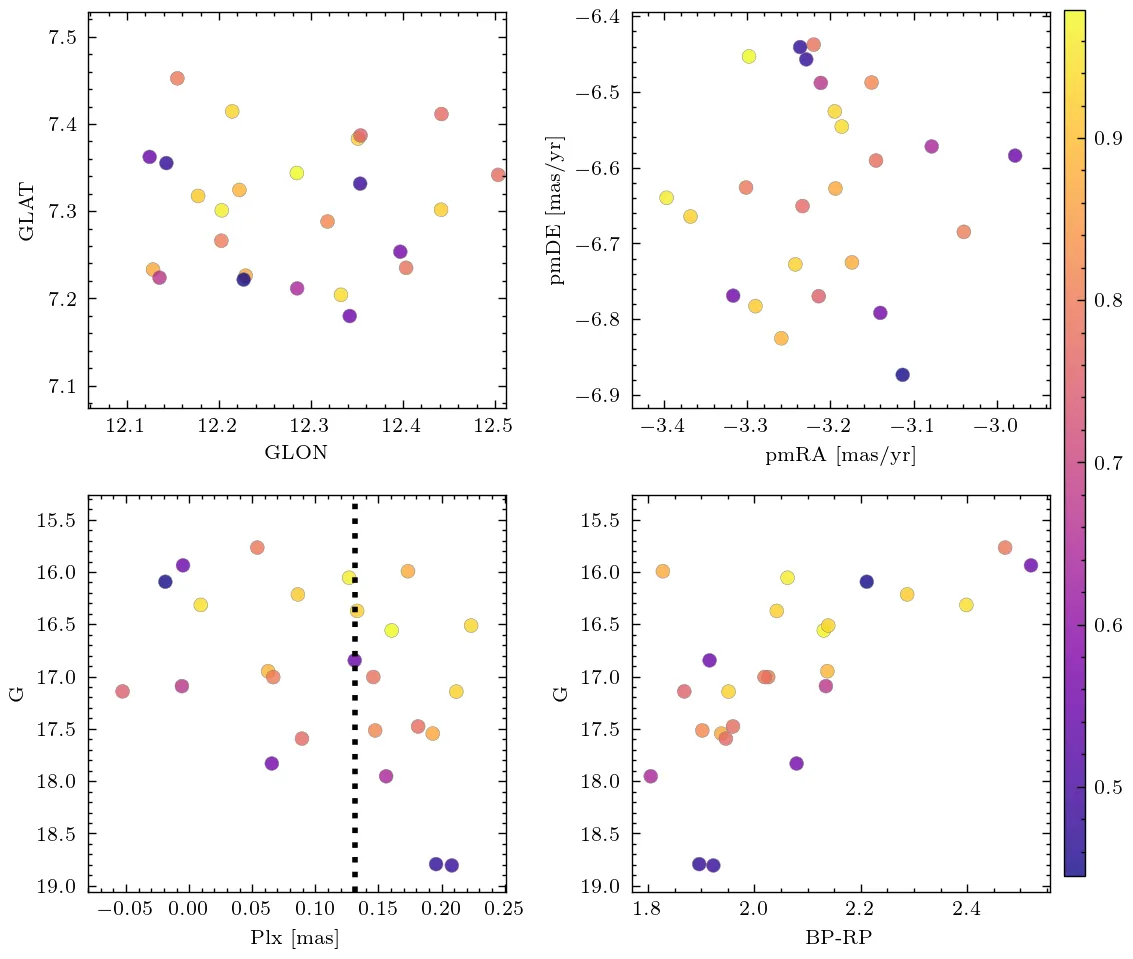 7.5
7.4
7.3
7.2
7.1
GLAT
12.1 12.2 12.3 12.4 12.5
GLON
−6.4
−6.5
−6.6
−6.7
−6.8
−6.9
pmDE [mas/yr]
−3.4 −3.3 −3.2 −3.1 −3.0
pmRA [mas/yr]
15.5
16.0
16.5
17.0
17.5
18.0
18.5
19.0
G
−0.05 0.00 0.05 0.10 0.15 0.20 0.25
Plx [mas]
15.5
16.0
16.5
17.0
17.5
18.0
18.5
19.0
G
1.8 2.0 2.2 2.4
BP-RP
0.9
0.8
0.7
0.6
0.5